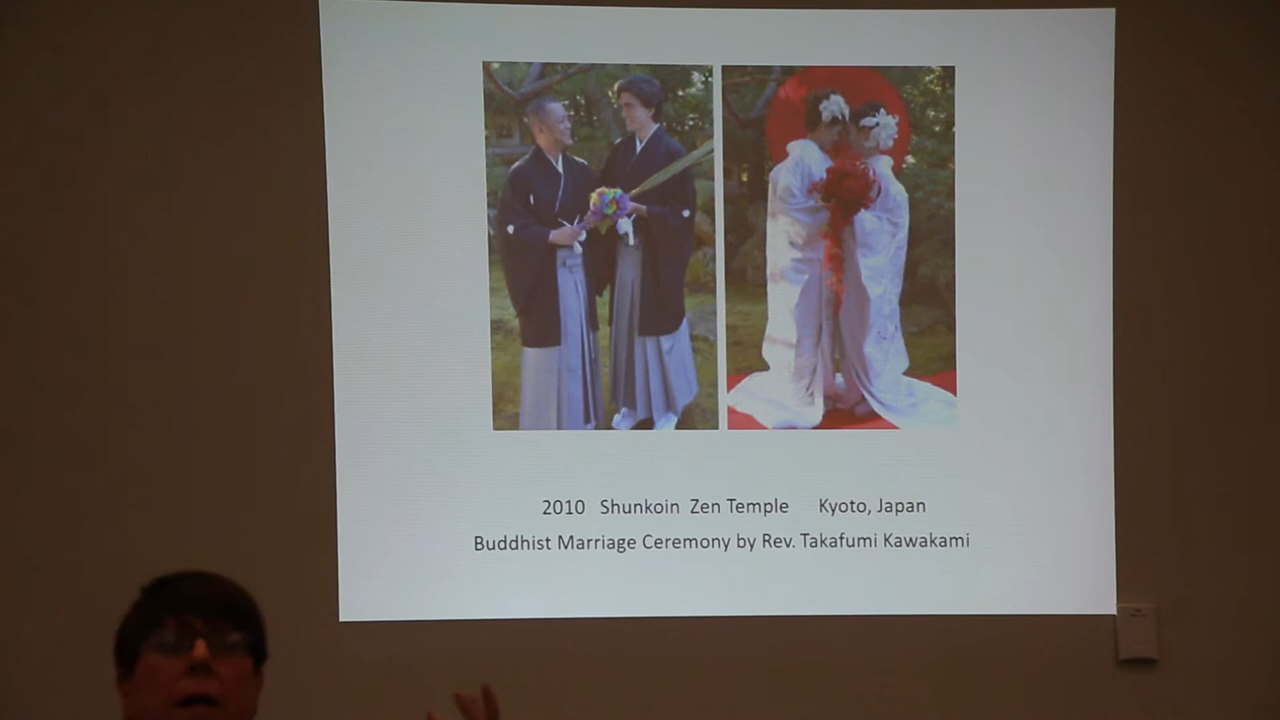 2010 Shunkoin Zen Temple Kyoto, Japan
Buddhist Marriage Ceremony by Rev. Takafumi Kawakami